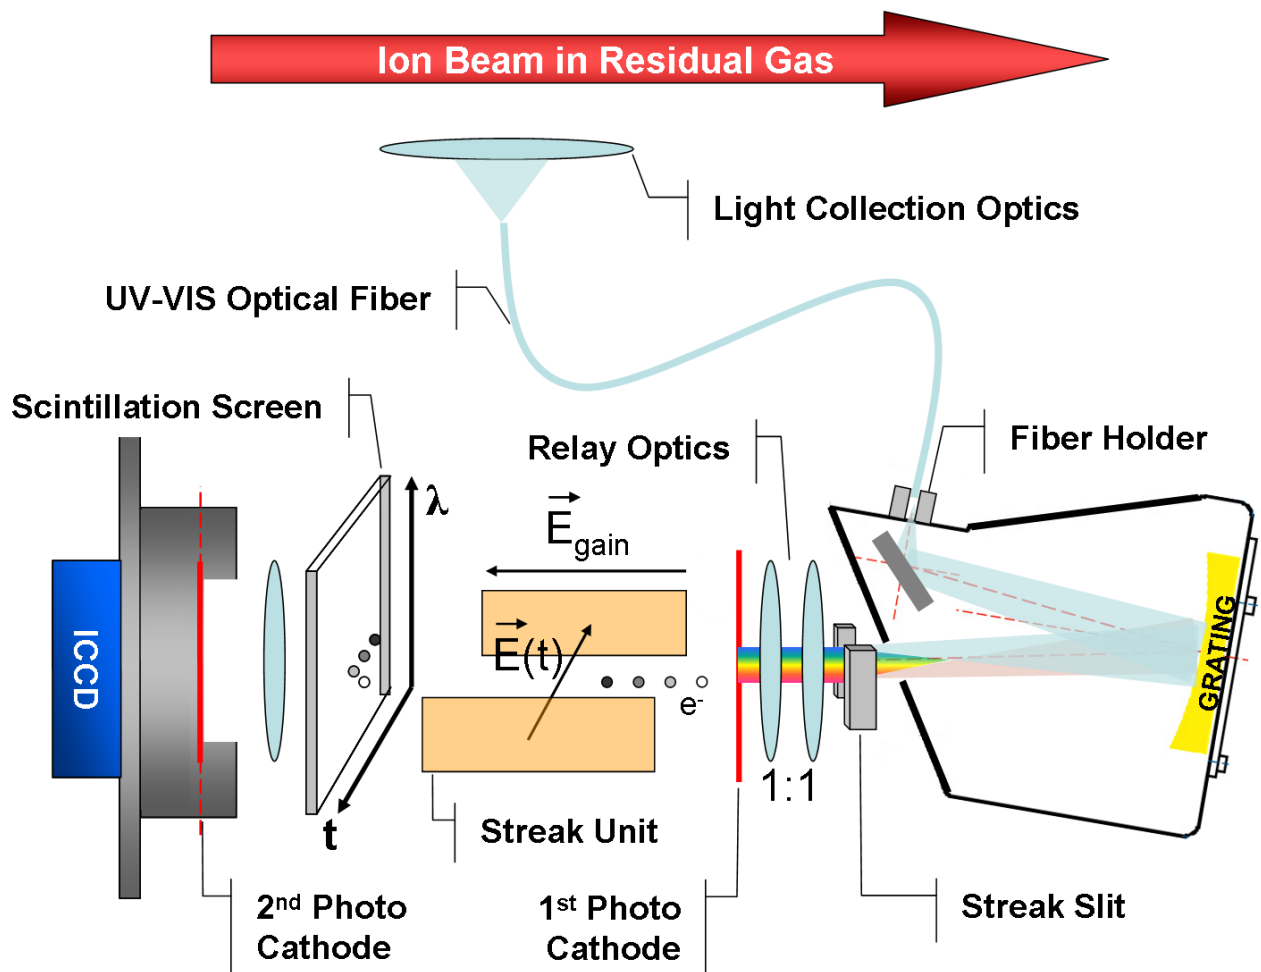 Ion Beam in Residual Gas
Light Collection Optics
UV-VIS Optical Fiber
Scintillation Screen
Relay Optics
Fiber Holder
λ
E
gain
E(t)
e-
ICCD
GRATING
1:1
t
Streak Unit
2nd Photo
Cathode
1st Photo
Cathode
Streak Slit